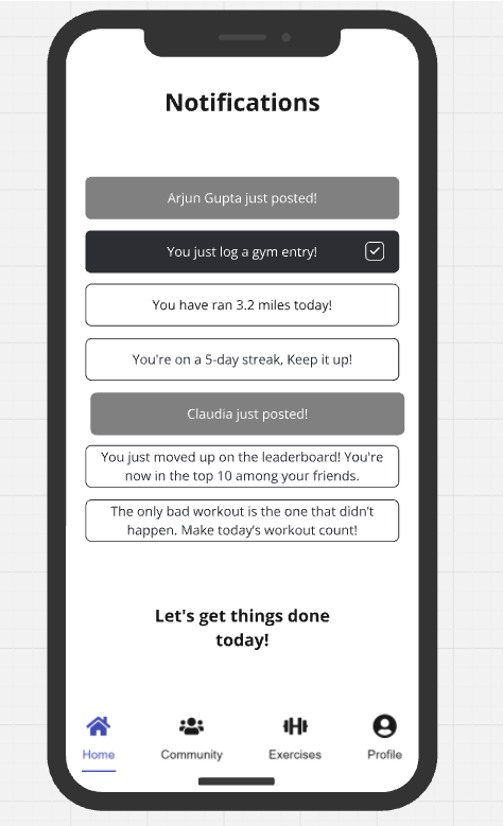 Notifications
Arjun Gupta just posted!
You just log a gym entry!
You have ran 3.2 miles today!
You're on a 5-day streak, Keep it up!
Claudia just posted!
You just moved up on the leaderboard! You're
now in the top 10 among your friends.
The only bad workout is the one that didn’t
happen. Make today's workout count!
Let's get things done
today!
Home Community Exercises Profile